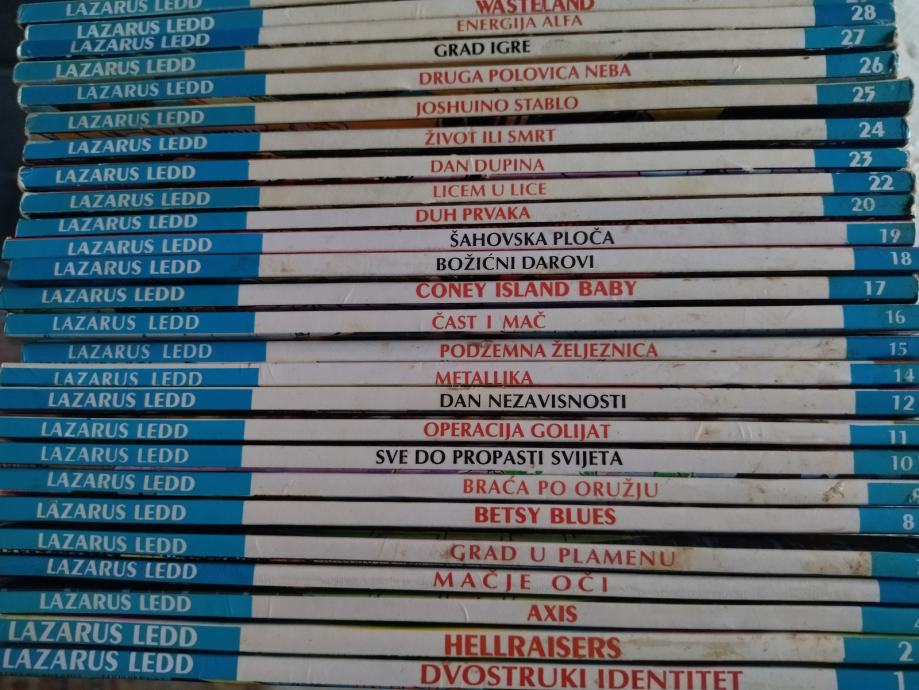 LAZARUS LEDD WASTELAND
LAZARUS LEDD ENERGIJA ALFA 28
LAZARUS LEDD GRAD IGRE 27
LAZARUS LEDD DRUGA POLOVICA NEBA 26
LAZARUS LEDD JOSHUINO STABLO 25
LAZARUS LEDD ŽIVOT ILI SMRT 24
LAZARUS LEDD DAN DUPINA 23
LAZARUS LEDD LICEM U LICE 22
LAZARUS LEDD DUH PRVAKA 20
LAZARUS LEDD ŠAHOVSKA PLOČA 19
LAZARUS LEDD BOŽIĆNI DAROVI 18
LAZARUS LEDD CONEY ISLAND BABY 17
LAZARUS LEDD ČAST I MAČ 16
LAZARUS LEDD PODZEMNA ŽELJEZNICA 15
LAZARUS LEDD METALLIKA 14
LAZARUS LEDD DAN NEZAVISNOSTI 12
LAZARUS LEDD OPERACIJA GOLIJAT 11
LAZARUS LEDD SVE DO PROPASTI SVIJETA 10
LAZARUS LEDD BRAĆA PO ORUŽJU
LAZARUS LEDD BETSY BLUES 8
LAZARUS LEDD GRAD U PLAMENU
LAZARUS LEDD MAČJE OČI
LAZARUS LEDD AXIS
LAZARUS LEDD HELLRAISERS 2
LAZARUS LEDD DVOSTRUKI IDENTITET 1